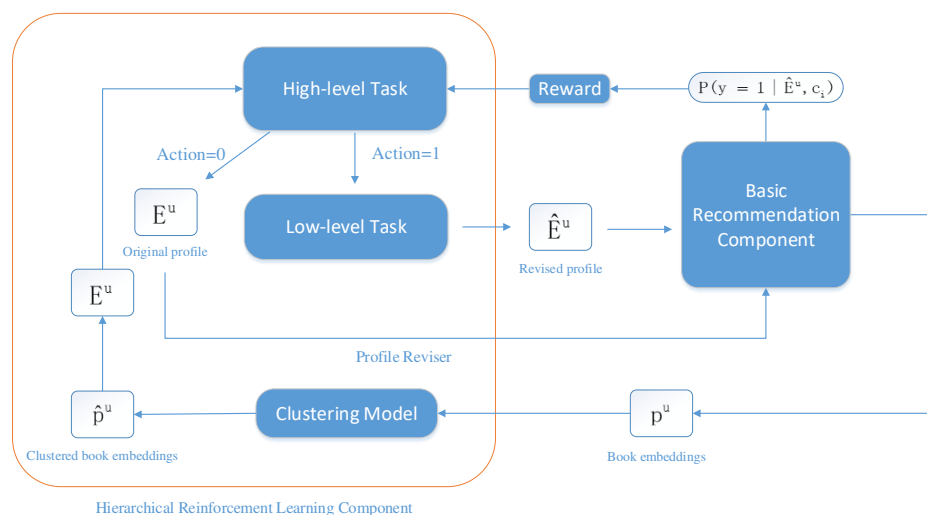 High-level Task
Reward
P(y = 1 | Ê^u, c_i)
Action=0
Action=1
E^u
Original profile
Low-level Task
Ê^u
Revised profile
Basic
Recommendation
Component
E^u
Profile Reviser
p̂^u
Clustered book embeddings
Clustering Model
p^u
Book embeddings
Hierarchical Reinforcement Learning Component